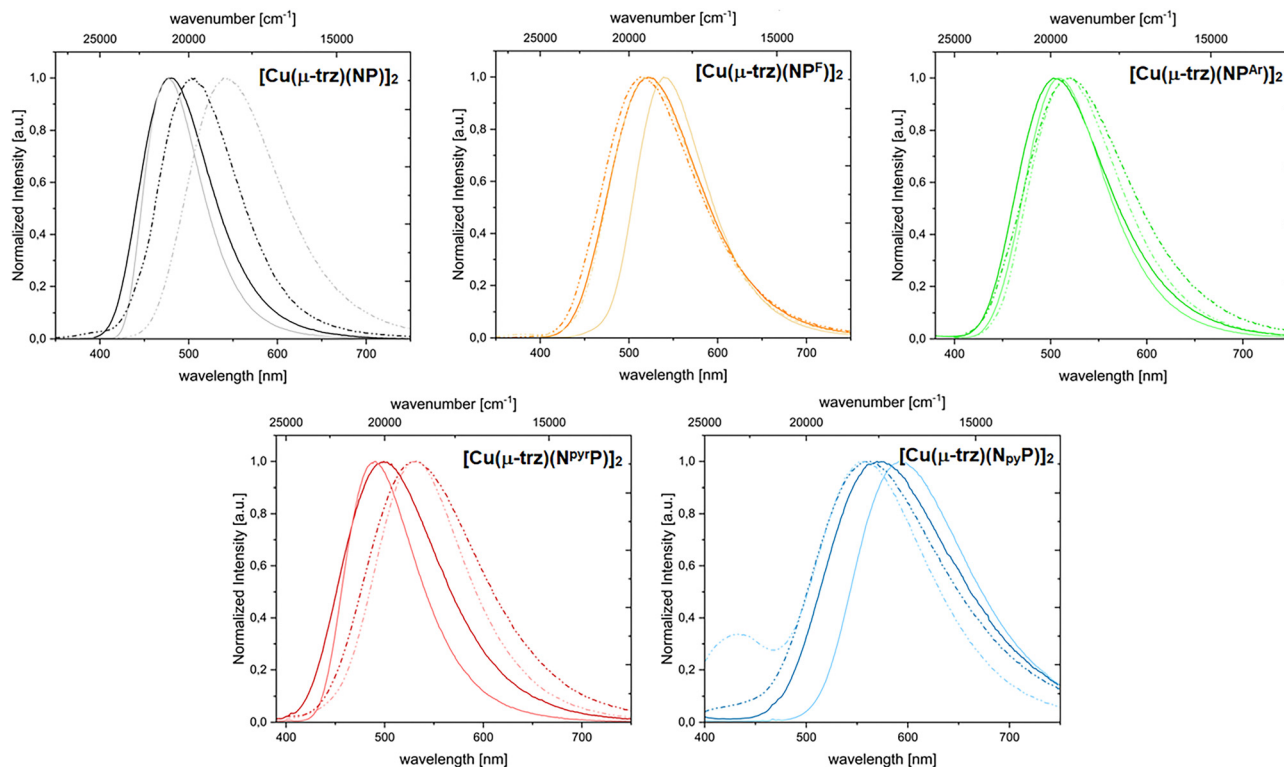 wavenumber [cm⁻¹]
25000 20000 15000
[Cu(μ-trz)(NP)]₂
Normalized Intensity [a.u.]
1,0
0,8
0,6
0,4
0,2
0,0
400 500 600 700
wavelength [nm]
wavenumber [cm⁻¹]
25000 20000 15000
[Cu(μ-trz)(NPᶠ)]₂
Normalized Intensity [a.u.]
1,0
0,8
0,6
0,4
0,2
0,0
400 500 600 700
wavelength [nm]
wavenumber [cm⁻¹]
25000 20000 15000
[Cu(μ-trz)(NPᴬʳ)]₂
Normalized Intensity [a.u.]
1,0
0,8
0,6
0,4
0,2
0,0
400 500 600 700
wavelength [nm]
wavenumber [cm⁻¹]
25000 20000 15000
[Cu(μ-trz)(NᵖʸʳP)]₂
Normalized Intensity [a.u.]
1,0
0,8
0,6
0,4
0,2
0,0
400 500 600 700
wavelength [nm]
wavenumber [cm⁻¹]
25000 20000 15000
[Cu(μ-trz)(NpyP)]₂
Normalized Intensity [a.u.]
1,0
0,8
0,6
0,4
0,2
0,0
400 500 600 700
wavelength [nm]